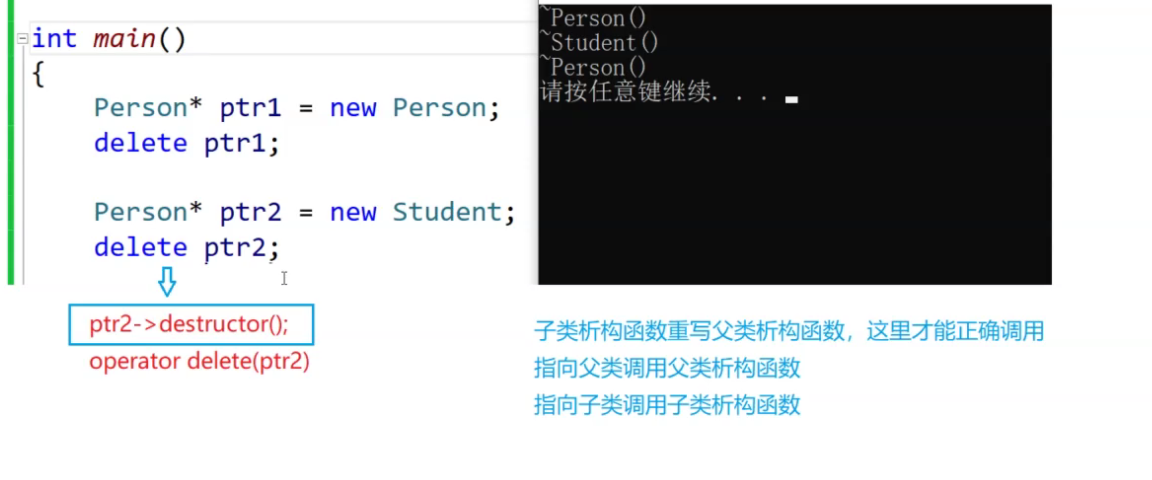 int main()
{
Person* ptr1 = new Person;
delete ptr1;
Person* ptr2 = new Student;
delete ptr2;
~Person()
~Student()
~Person()
请按任意键继续. . .
ptr2->destructor();
operator delete(ptr2)
子类析构函数重写父类析构函数，这里才能正确调用
指向父类调用父类析构函数
指向子类调用子类析构函数